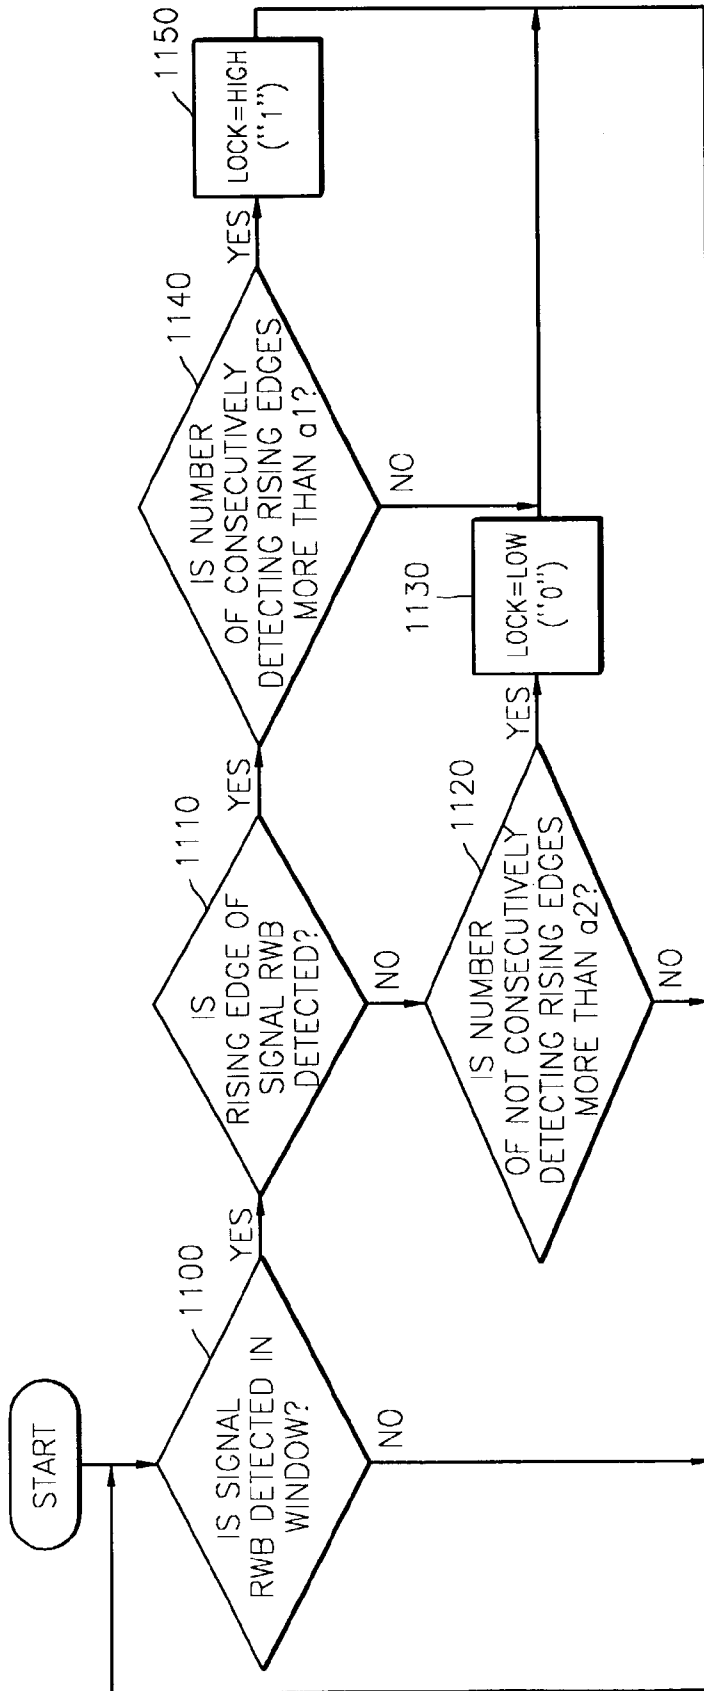 START
1100
IS SIGNAL
RWB DETECTED IN
WINDOW?
YES
NO
1110
IS
RISING EDGE OF
SIGNAL RWB
DETECTED?
YES
NO
1140
IS NUMBER
OF CONSECUTIVELY
DETECTING RISING EDGES
MORE THAN a1?
YES
NO
1150
LOCK=HIGH
("1")
1120
IS NUMBER
OF NOT CONSECUTIVELY
DETECTING RISING EDGES
MORE THAN a2?
YES
NO
1130
LOCK=LOW
("0")